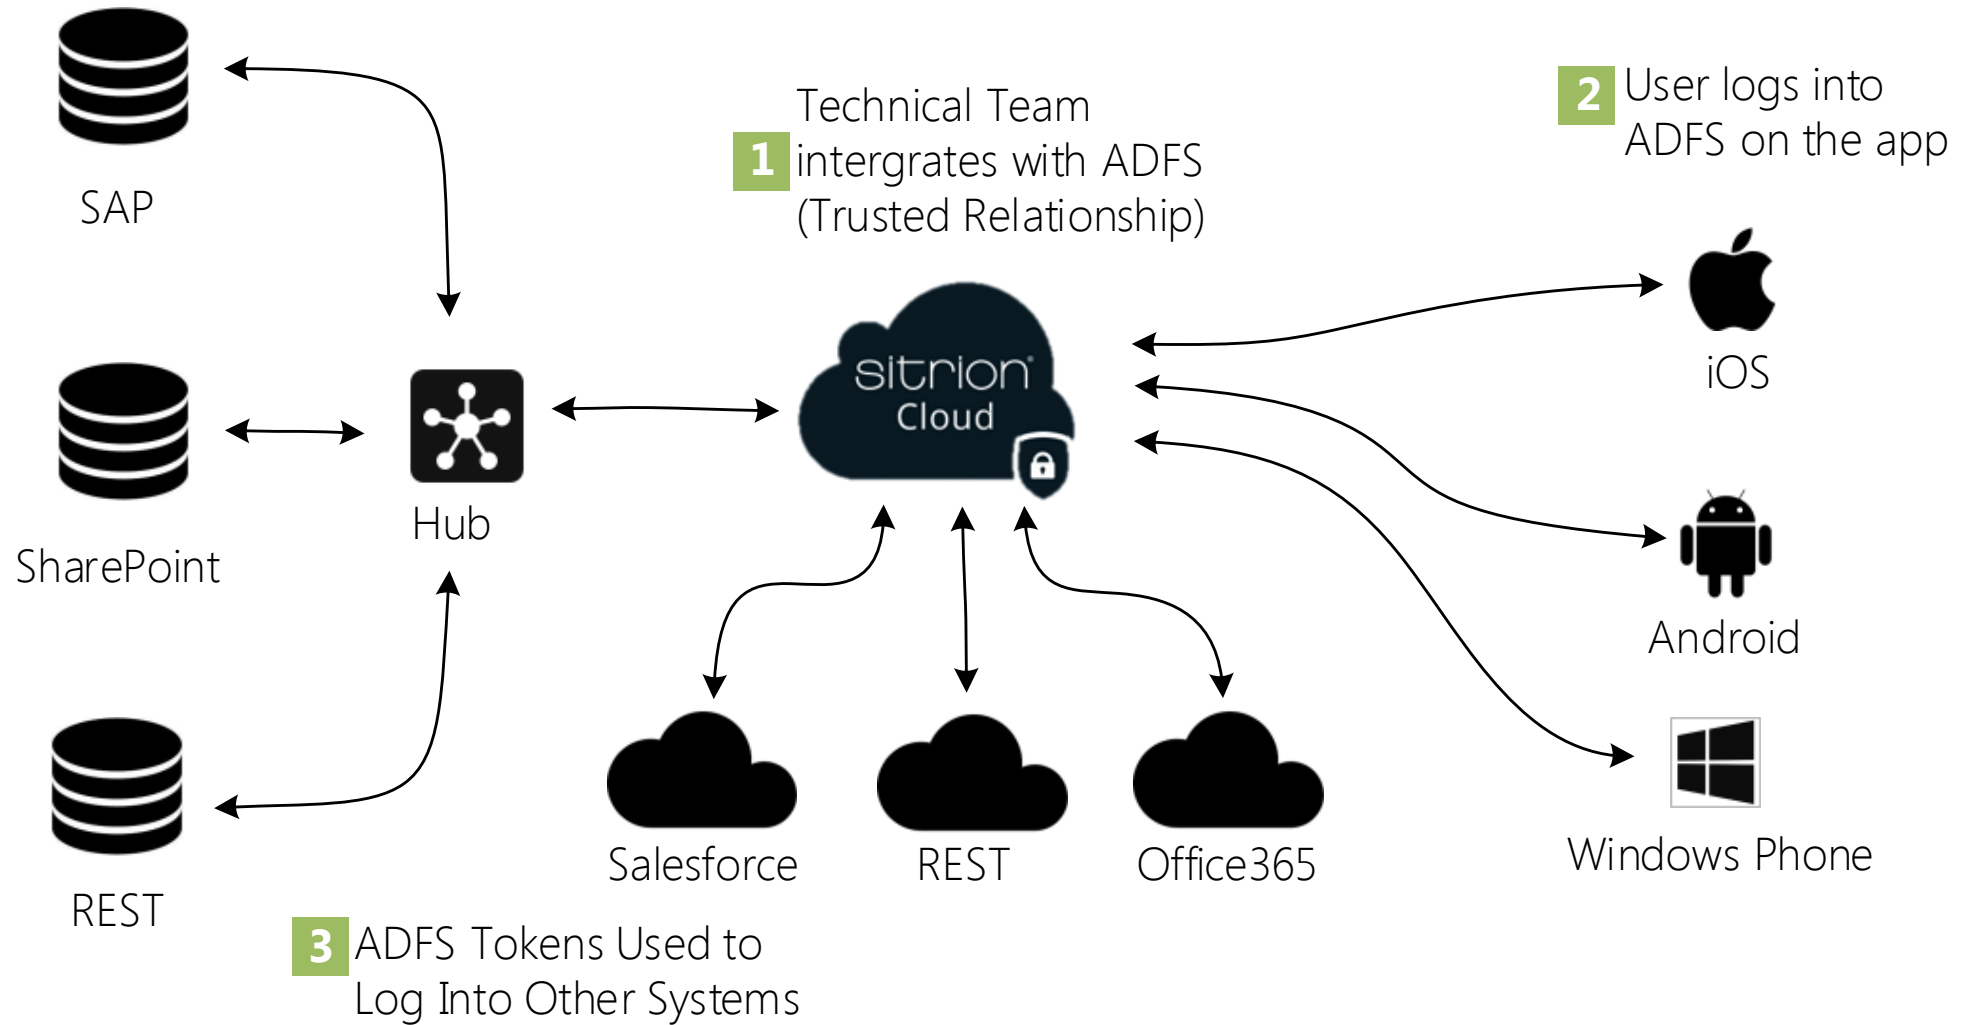 SAP
Technical Team
1 intergrates with ADFS
(Trusted Relationship)
2 User logs into
ADFS on the app
sitrion®
Cloud
iOS
Hub
SharePoint
Android
Salesforce
REST
Office365
Windows Phone
REST
3 ADFS Tokens Used to
Log Into Other Systems